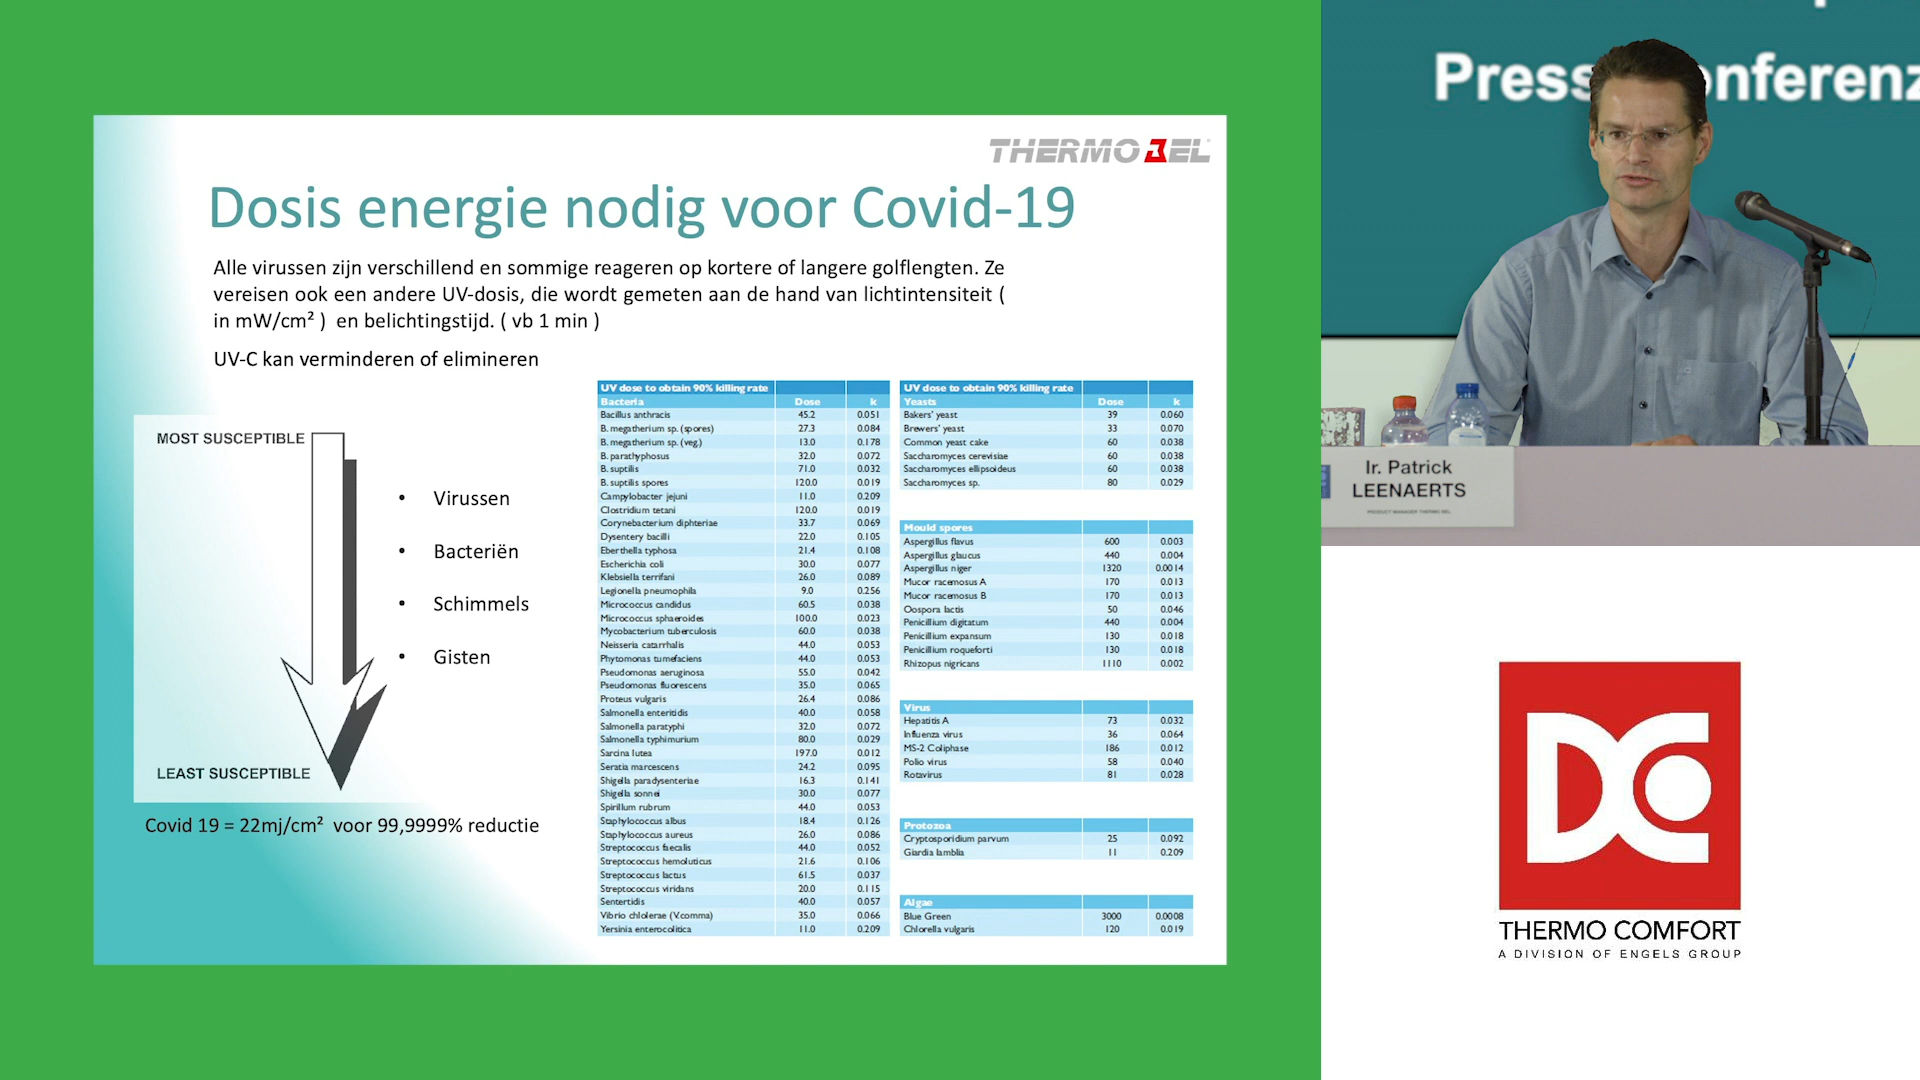 THERMOBEL
Dosis energie nodig voor Covid-19
Alle virussen zijn verschillend en sommige reageren op kortere of langere golflengten. Ze
vereisen ook een andere UV-dosis, die wordt gemeten aan de hand van lichtintensiteit (
in mW/cm² ) en belichtingstijd. ( vb 1 min )
UV-C kan verminderen of elimineren
MOST SUSCEPTIBLE
• Virussen
• Bacteriën
• Schimmels
• Gisten
LEAST SUSCEPTIBLE
Covid 19 = 22mj/cm² voor 99,9999% reductie
UV dose to obtain 90% killing rate
Bacteria Dose k
Bacillus anthracis 45.2 0.051
B. megatherium sp. (spores) 27.3 0.084
B. megatherium sp. (veg.) 13.0 0.178
B. parathyphosus 32.0 0.072
B. suptilis 71.0 0.032
B. suptilis spores 120.0 0.019
Campylobacter jejuni 11.0 0.209
Clostridium tetani 120.0 0.019
Corynebacterium diphteriae 33.7 0.069
Dysentery bacilli 22.0 0.105
Eberthella typhosa 21.4 0.108
Escherichia coli 30.0 0.077
Klebsiella terrifani 26.0 0.089
Legionella pneumophila 9.0 0.256
Micrococcus candidus 60.5 0.038
Micrococcus sphaeroides 100.0 0.023
Mycobacterium tuberculosis 60.0 0.038
Neisseria catarrhalis 44.0 0.053
Phytomonas tumefaciens 44.0 0.053
Pseudomonas aeruginosa 55.0 0.042
Pseudomonas fluorescens 35.0 0.065
Proteus vulgaris 26.4 0.086
Salmonella enteritidis 40.0 0.058
Salmonella paratyphi 32.0 0.072
Salmonella typhimurium 80.0 0.029
Sarcina lutea 197.0 0.012
Seratia marcescens 24.2 0.095
Shigella paradysenteriae 16.3 0.141
Shigella sonnei 30.0 0.077
Spirillum rubrum 44.0 0.053
Staphylococcus albus 18.4 0.126
Staphylococcus aureus 26.0 0.086
Streptococcus faecalis 44.0 0.052
Streptococcus hemoluticus 21.6 0.106
Streptococcus lactus 61.5 0.037
Streptococcus viridans 20.0 0.115
Sentertidis 40.0 0.057
Vibrio chlolerae (V.comma) 35.0 0.066
Yersinia enterocolitica 11.0 0.209
UV dose to obtain 90% killing rate
Yeasts Dose k
Bakers' yeast 39 0.060
Brewers' yeast 33 0.070
Common yeast cake 60 0.038
Saccharomyces cerevisiae 60 0.038
Saccharomyces ellipsoideus 60 0.038
Saccharomyces sp. 80 0.029
Mould spores
Aspergillus flavus 600 0.003
Aspergillus glaucus 440 0.004
Aspergillus niger 1320 0.0014
Mucor racemosus A 170 0.013
Mucor racemosus B 170 0.013
Oospora lactis 50 0.046
Penicillium digitatum 440 0.004
Penicillium expansum 130 0.018
Penicillium roqueforti 130 0.018
Rhizopus nigricans 1110 0.002
Virus
Hepatitis A 73 0.032
Influenza virus 36 0.064
MS-2 Coliphase 186 0.012
Polio virus 58 0.040
Rotavirus 81 0.028
Protozoa
Cryptosporidium parvum 25 0.092
Giardia lamblia 11 0.209
Algae
Blue Green 3000 0.0008
Chlorella vulgaris 120 0.019
Press onferenz
Ir. Patrick
LEENAERTS
PRODUCT MANAGER THERMO BEL
DC
THERMO COMFORT
A DIVISION OF ENGELS GROUP